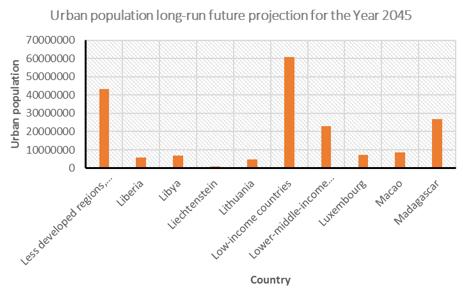 Urban population long-run future projection for the Year 2045
70000000
60000000
50000000
40000000
30000000
20000000
10000000
0
Urban population
Less developed regions,...
Liberia
Libya
Liechtenstein
Lithuania
Low-income countries
Lower-middle-income...
Luxembourg
Macao
Madagascar
Country